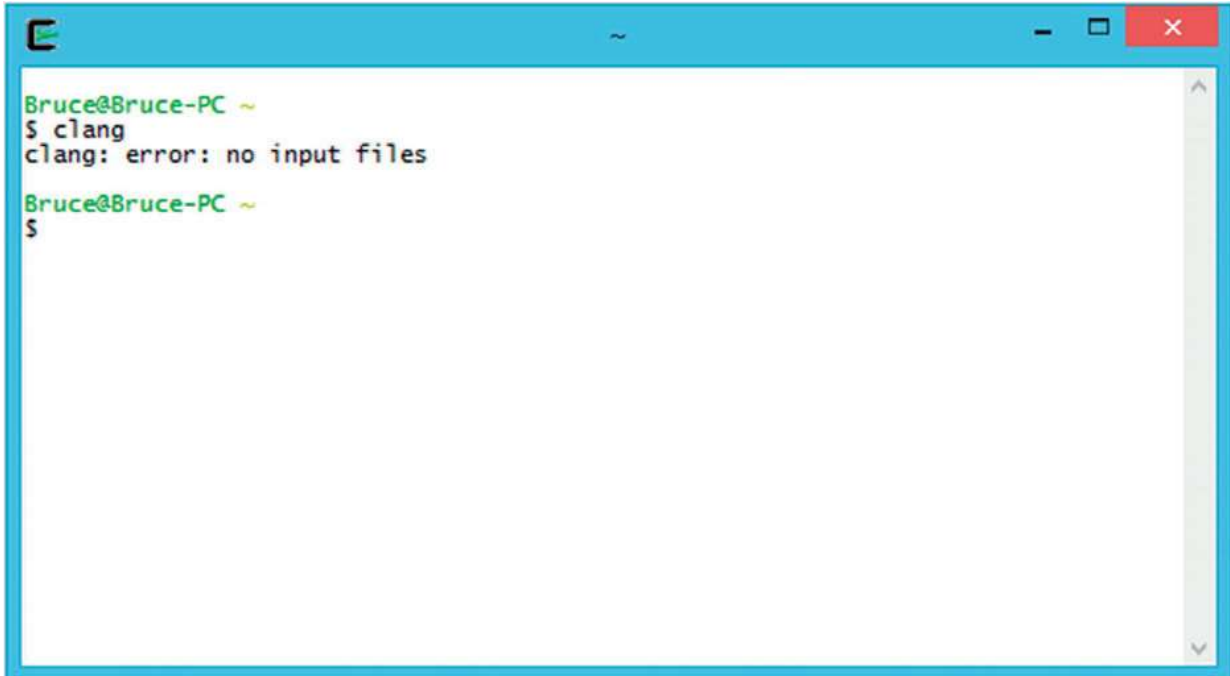 ~
Bruce@Bruce-PC ~
$ clang
clang: error: no input files
Bruce@Bruce-PC ~
$